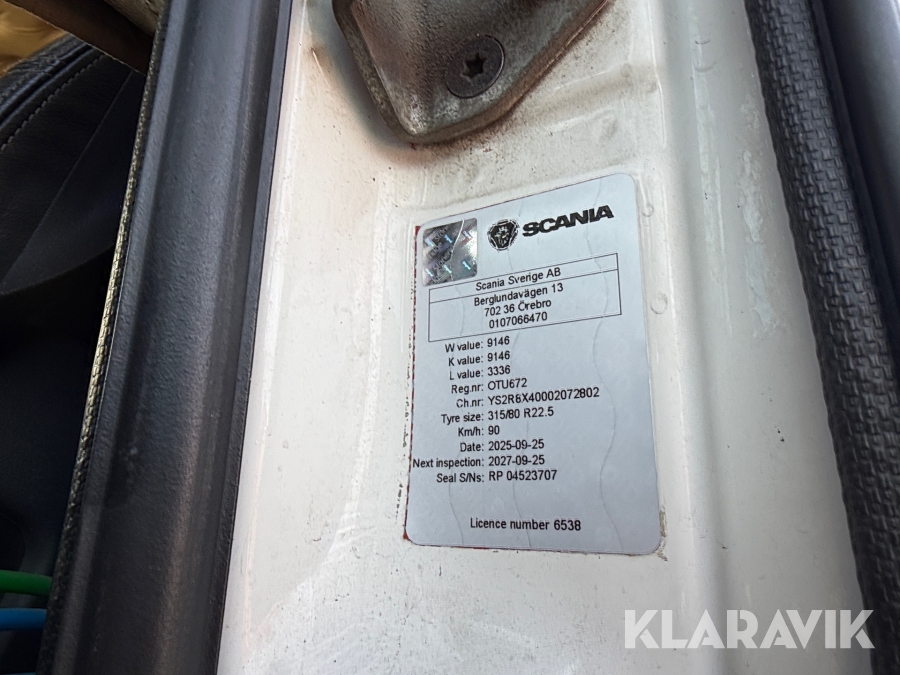 SCANIA
Scania Sverige AB
Berglundavägen 13
702 36 Örebro
0107066470
W value: 9146
K value: 9146
L value: 3336
Reg.nr: OTU672
Ch.nr: YS2R6X40002072802
Tyre size: 315/80 R22.5
Km/h: 90
Date: 2025-09-25
Next inspection: 2027-09-25
Seal S/Ns: RP 04523707
Licence number 6538
KLARAVIK